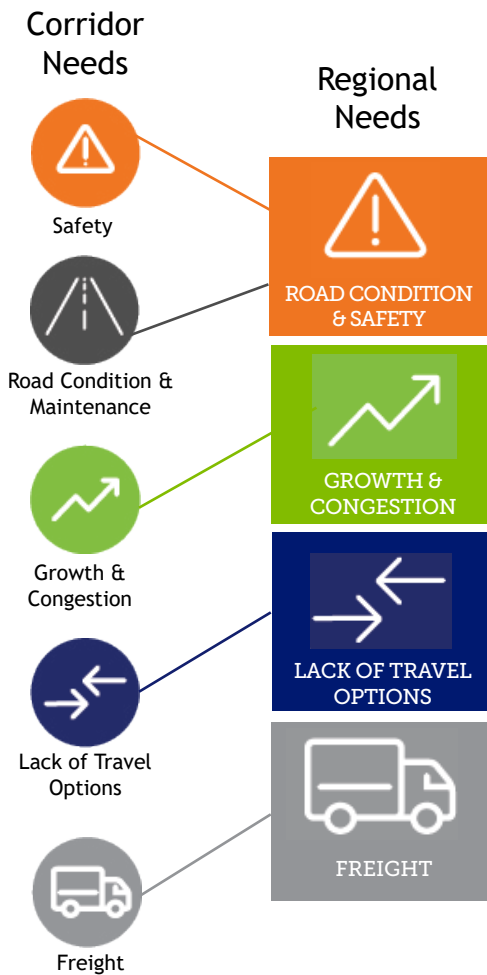 Corridor
Needs
Regional
Needs
Safety
ROAD CONDITION
& SAFETY
Road Condition &
Maintenance
GROWTH &
CONGESTION
Growth &
Congestion
LACK OF TRAVEL
OPTIONS
Lack of Travel
Options
FREIGHT
Freight